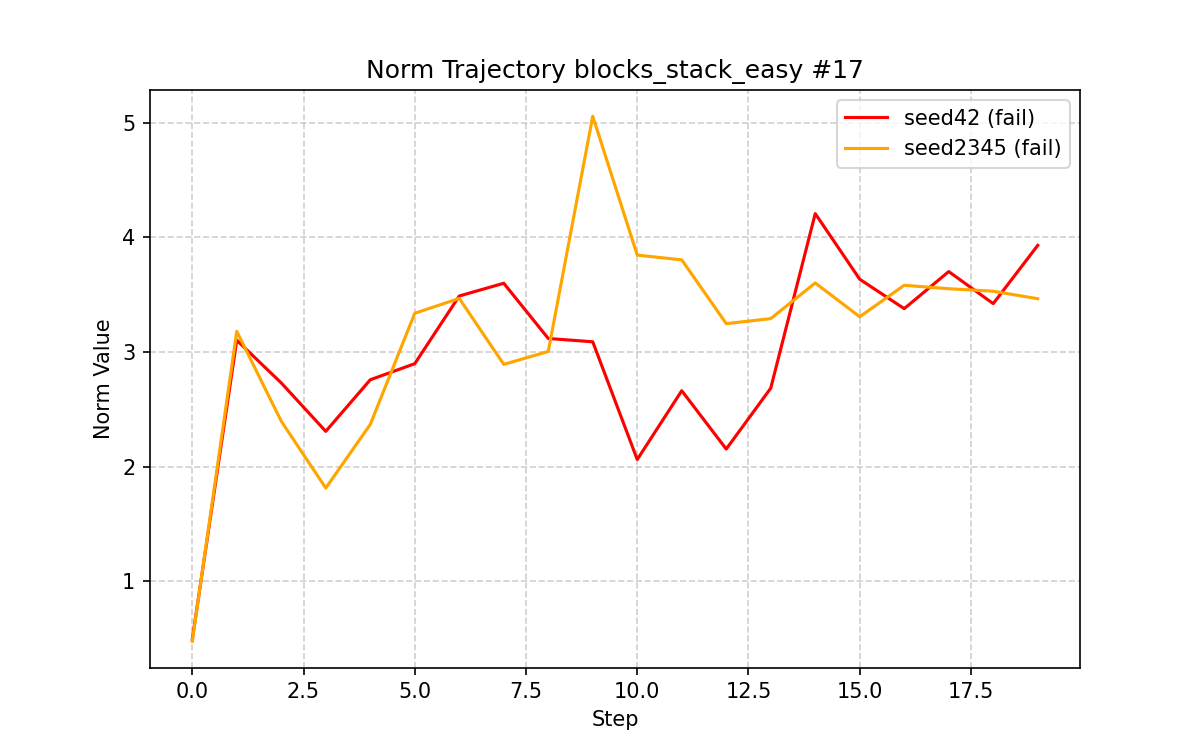 Norm Trajectory blocks_stack_easy #17
seed42 (fail)
seed2345 (fail)
Norm Value
5
4
3
2
1
0.0 2.5 5.0 7.5 10.0 12.5 15.0 17.5
Step